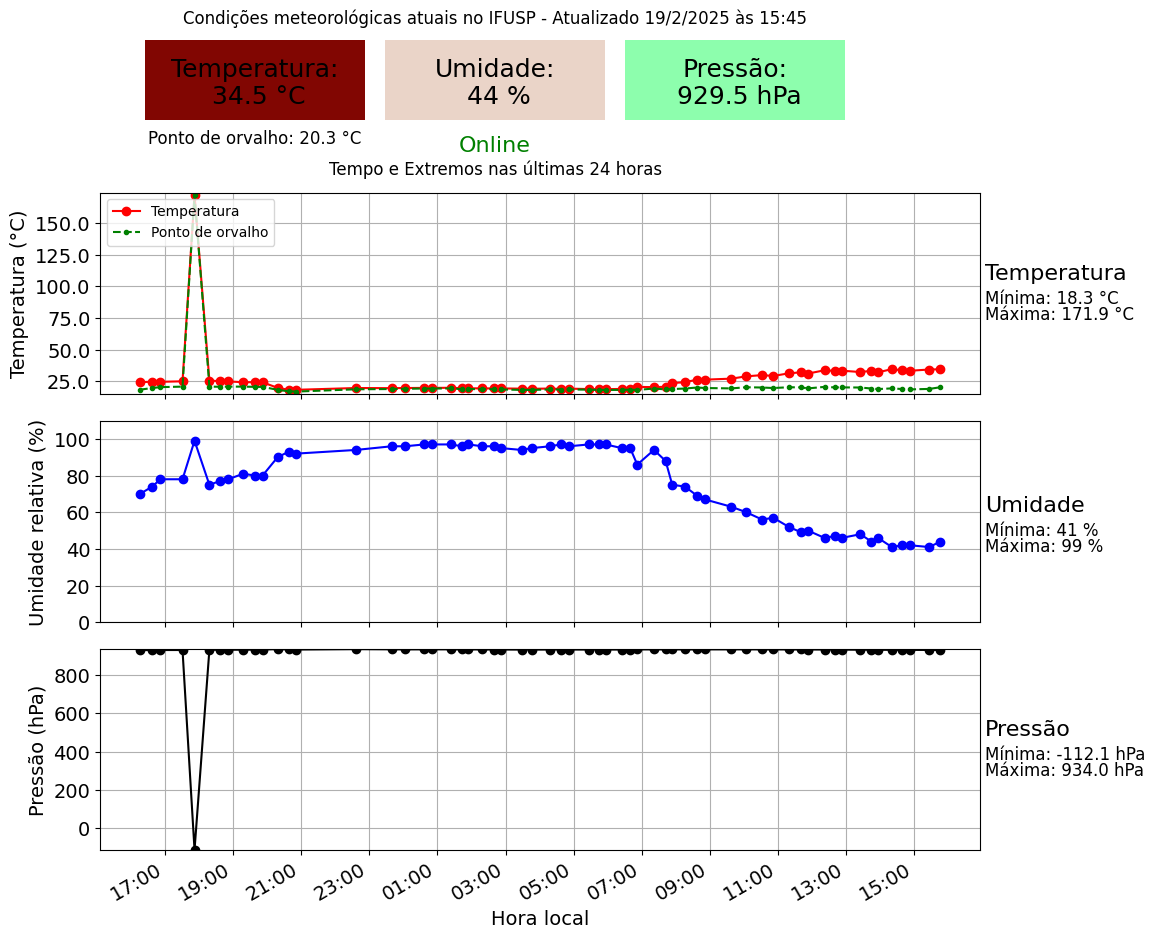 Condições meteorológicas atuais no IFUSP - Atualizado 19/2/2025 às 15:45
Temperatura:
34.5 °C
Umidade:
44 %
Pressão:
929.5 hPa
Ponto de orvalho: 20.3 °C
Online
Tempo e Extremos nas últimas 24 horas
Temperatura (°C)
150.0
125.0
100.0
75.0
50.0
25.0
Temperatura
Ponto de orvalho
Temperatura
Mínima: 18.3 °C
Máxima: 171.9 °C
Umidade relativa (%)
100
80
60
40
20
0
Umidade
Mínima: 41 %
Máxima: 99 %
Pressão (hPa)
800
600
400
200
0
Pressão
Mínima: -112.1 hPa
Máxima: 934.0 hPa
17:00 19:00 21:00 23:00 01:00 03:00 05:00 07:00 09:00 11:00 13:00 15:00
Hora local